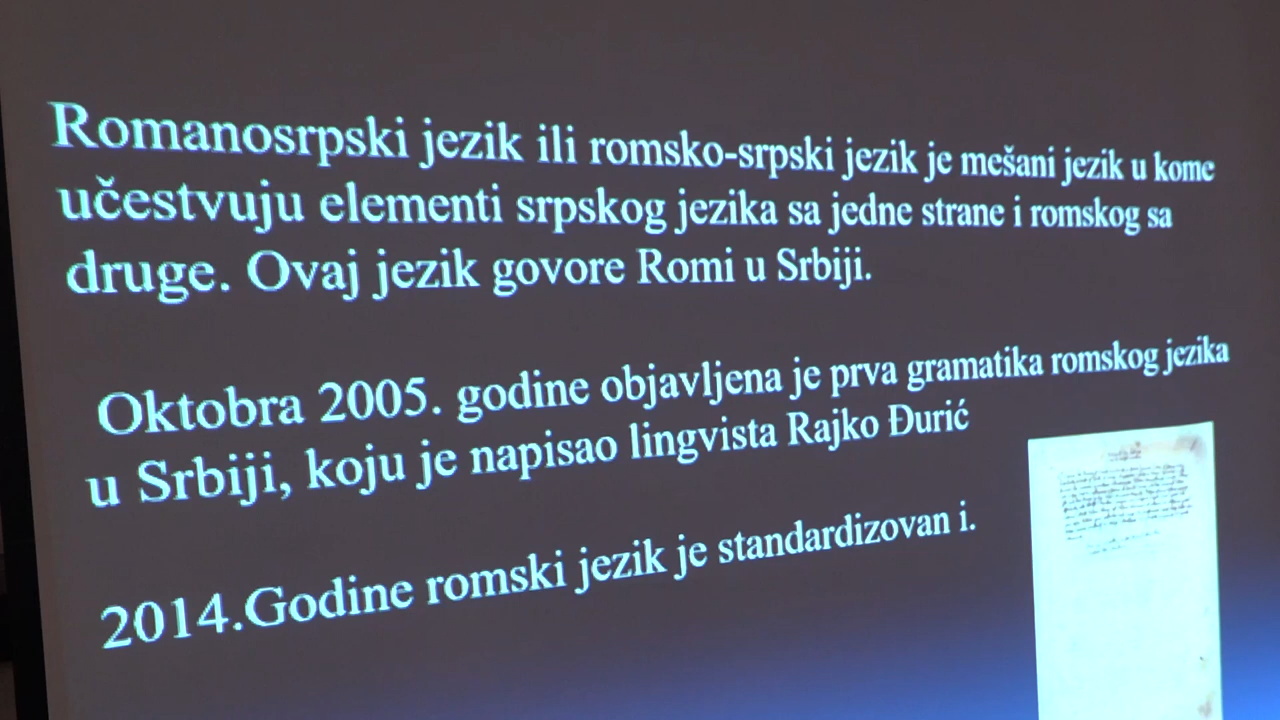 Romanosrpski jezik ili romsko-srpski jezik je mešani jezik u kome
učestvuju elementi srpskog jezika sa jedne strane i romskog sa
druge. Ovaj jezik govore Romi u Srbiji.
Oktobra 2005. godine objavljena je prva gramatika romskog jezika
u Srbiji, koju je napisao lingvista Rajko Đurić
2014.Godine romski jezik je standardizovan i.